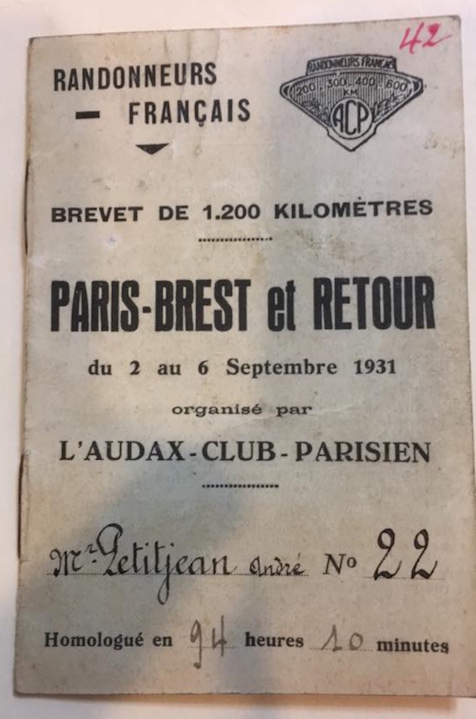 42
RANDONNEURS
FRANÇAIS
RANDONNEURS FRANÇAIS
200.300.400.600
KM
ACP
BREVET DE 1.200 KILOMÈTRES
PARIS-BREST et RETOUR
du 2 au 6 Septembre 1931
organisé par
L'AUDAX-CLUB-PARISIEN
Mr. Petitjean André No 22
Homologué en 94 heures 10 minutes